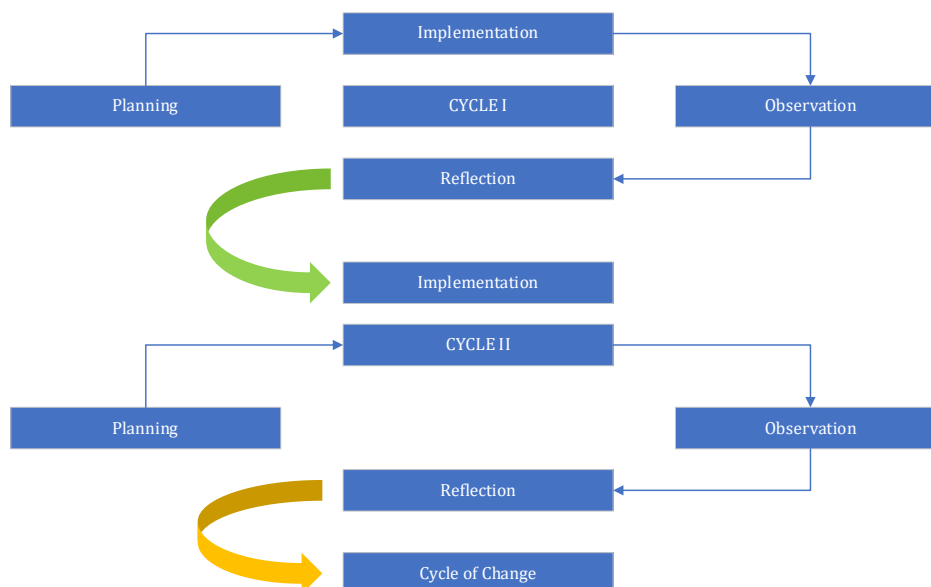 Implementation
Planning
CYCLE I
Observation
Reflection
Implementation
CYCLE II
Planning
Observation
Reflection
Cycle of Change